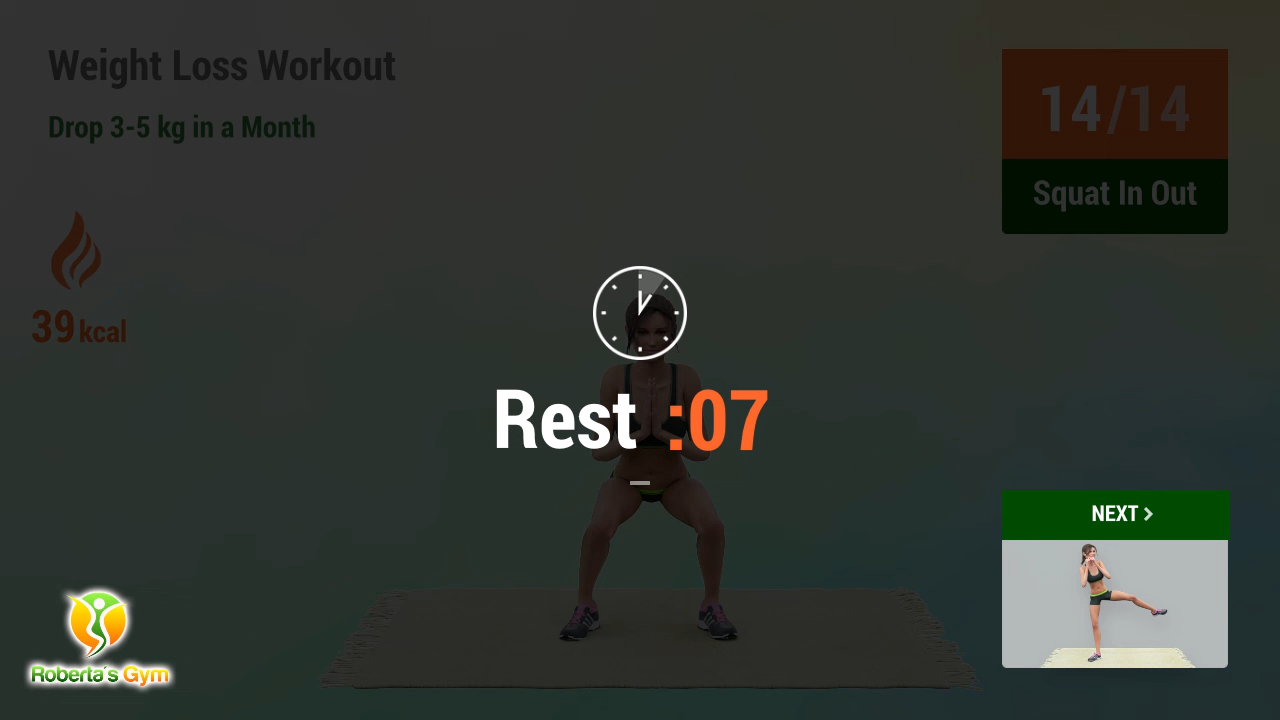 Weight Loss Workout
Drop 3-5 kg in a Month
14/14
Squat In Out
39 kcal
Rest :07
NEXT >
Roberta's Gym